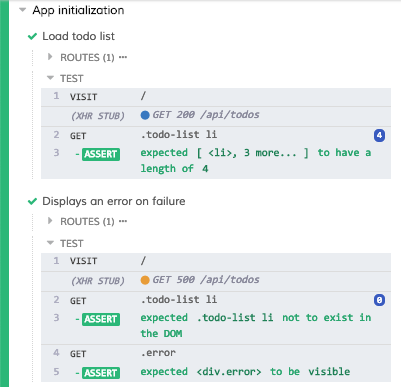 App initialization
Load todo list
ROUTES (1) •••
TEST
1 VISIT /
(XHR STUB) GET 200 /api/todos
2 GET .todo-list li 4
3 -ASSERT expected [ <li>, 3 more... ] to have a
length of 4
Displays an error on failure
ROUTES (1) •••
TEST
1 VISIT /
(XHR STUB) GET 500 /api/todos
2 GET .todo-list li 0
3 -ASSERT expected .todo-list li not to exist in
the DOM
4 GET .error
5 -ASSERT expected <div.error> to be visible